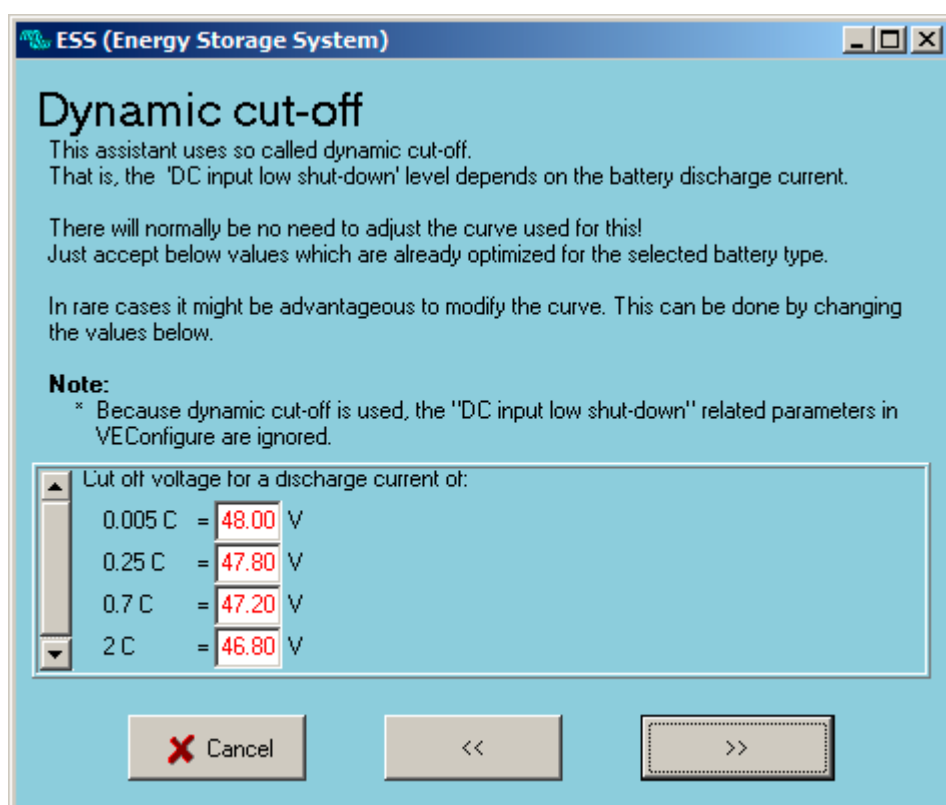 ESS (Energy Storage System)
Dynamic cut-off
This assistant uses so called dynamic cut-off.
That is, the 'DC input low shut-down' level depends on the battery discharge current.
There will normally be no need to adjust the curve used for this!
Just accept below values which are already optimized for the selected battery type.
In rare cases it might be advantageous to modify the curve. This can be done by changing
the values below.
Note:
* Because dynamic cut-off is used, the "DC input low shut-down" related parameters in
VEConfigure are ignored.
Cut off voltage for a discharge current of:
0.005 C = 48.00 V
0.25 C = 47.80 V
0.7 C = 47.20 V
2 C = 46.80 V
Cancel << >>